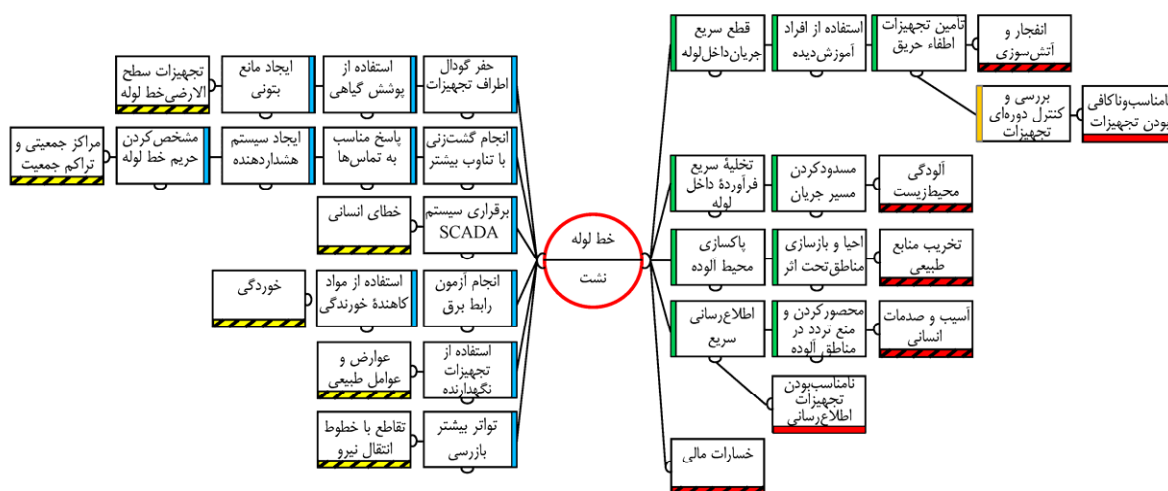 قطع سریع
جریان‌داخل‌لوله
استفاده از افراد
آموزش‌دیده
تأمین تجهیزات
اطفاء حریق
انفجار و
آتش‌سوزی
بررسی و
کنترل دوره‌ای
تجهیزات
نامناسب‌وناکافی
بودن تجهیزات
تخلیهٔ سریع
فرآوردهٔ داخل
لوله
مسدودکردن
مسیر جریان
آلودگی
محیط‌زیست
پاکسازی
محیط آلوده
احیا و بازسازی
مناطق‌تحت اثر
تخریب منابع
طبیعی
اطلاع‌رسانی
سریع
محصورکردن و
منع تردد در
مناطق آلوده
آسیب و صدمات
انسانی
نامناسب‌بودن
تجهیزات
اطلاع‌رسانی
خسارات مالی
خط لوله
نشت
حفر گودال
اطراف تجهیزات
استفاده از
پوشش گیاهی
ایجاد مانع
بتونی
تجهیزات سطح
الارضی‌خط لوله
انجام گشت‌زنی
با تناوب بیشتر
پاسخ مناسب
به تماس‌ها
ایجاد سیستم
هشداردهنده
مشخص‌کردن
حریم خط لوله
مراکز جمعیتی و
تراکم جمعیت
برقراری سیستم
SCADA
خطای انسانی
انجام آزمون
رابط برق
استفاده از مواد
کاهندهٔ خورندگی
خوردگی
استفاده از
تجهیزات
نگهدارنده
عوارض و
عوامل طبیعی
تواتر بیشتر
بازرسی
تقاطع با خطوط
انتقال نیرو